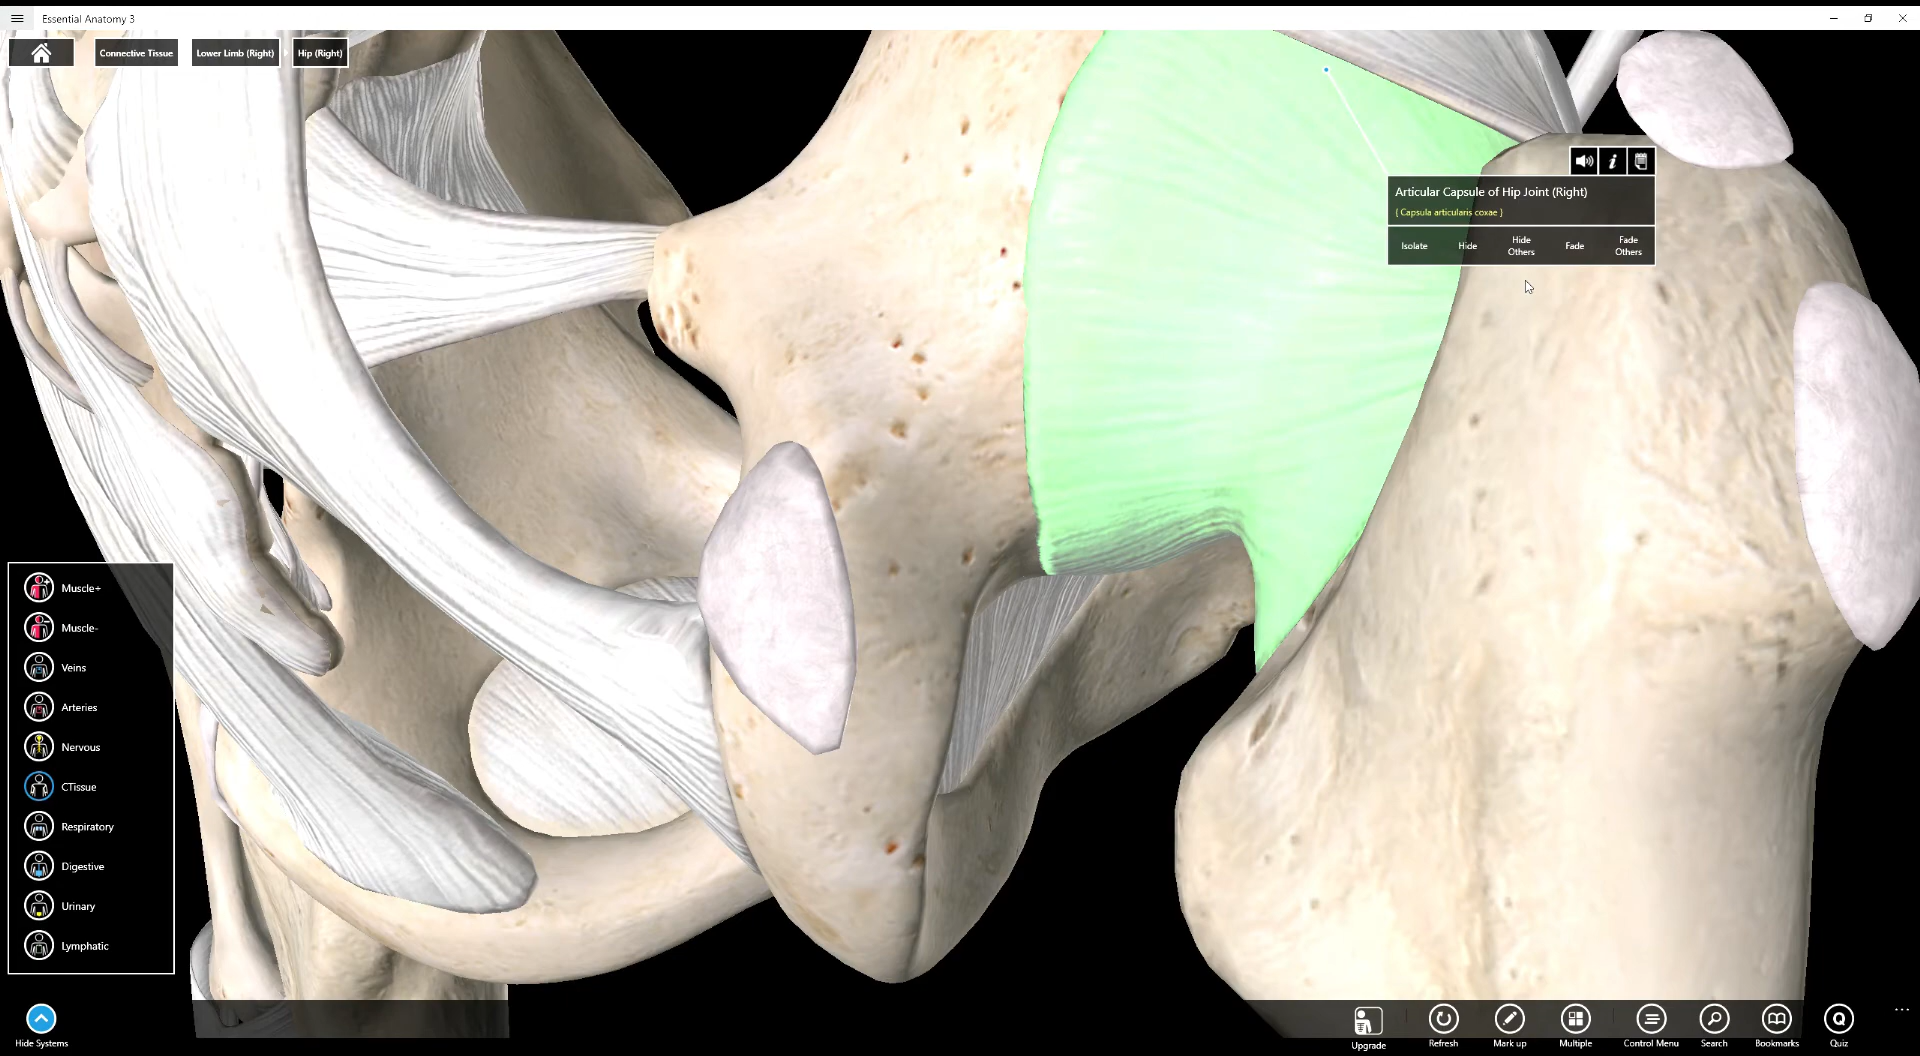 Essential Anatomy 3
Connective Tissue
Lower Limb (Right)
Hip (Right)
Articular Capsule of Hip Joint (Right)
{ Capsula articularis coxae }
Isolate
Hide
Hide
Others
Fade
Fade
Others
Muscle+
Muscle-
Veins
Arteries
Nervous
CTissue
Respiratory
Digestive
Urinary
Lymphatic
Hide Systems
Upgrade
Refresh
Mark up
Multiple
Control Menu
Search
Bookmarks
Quiz